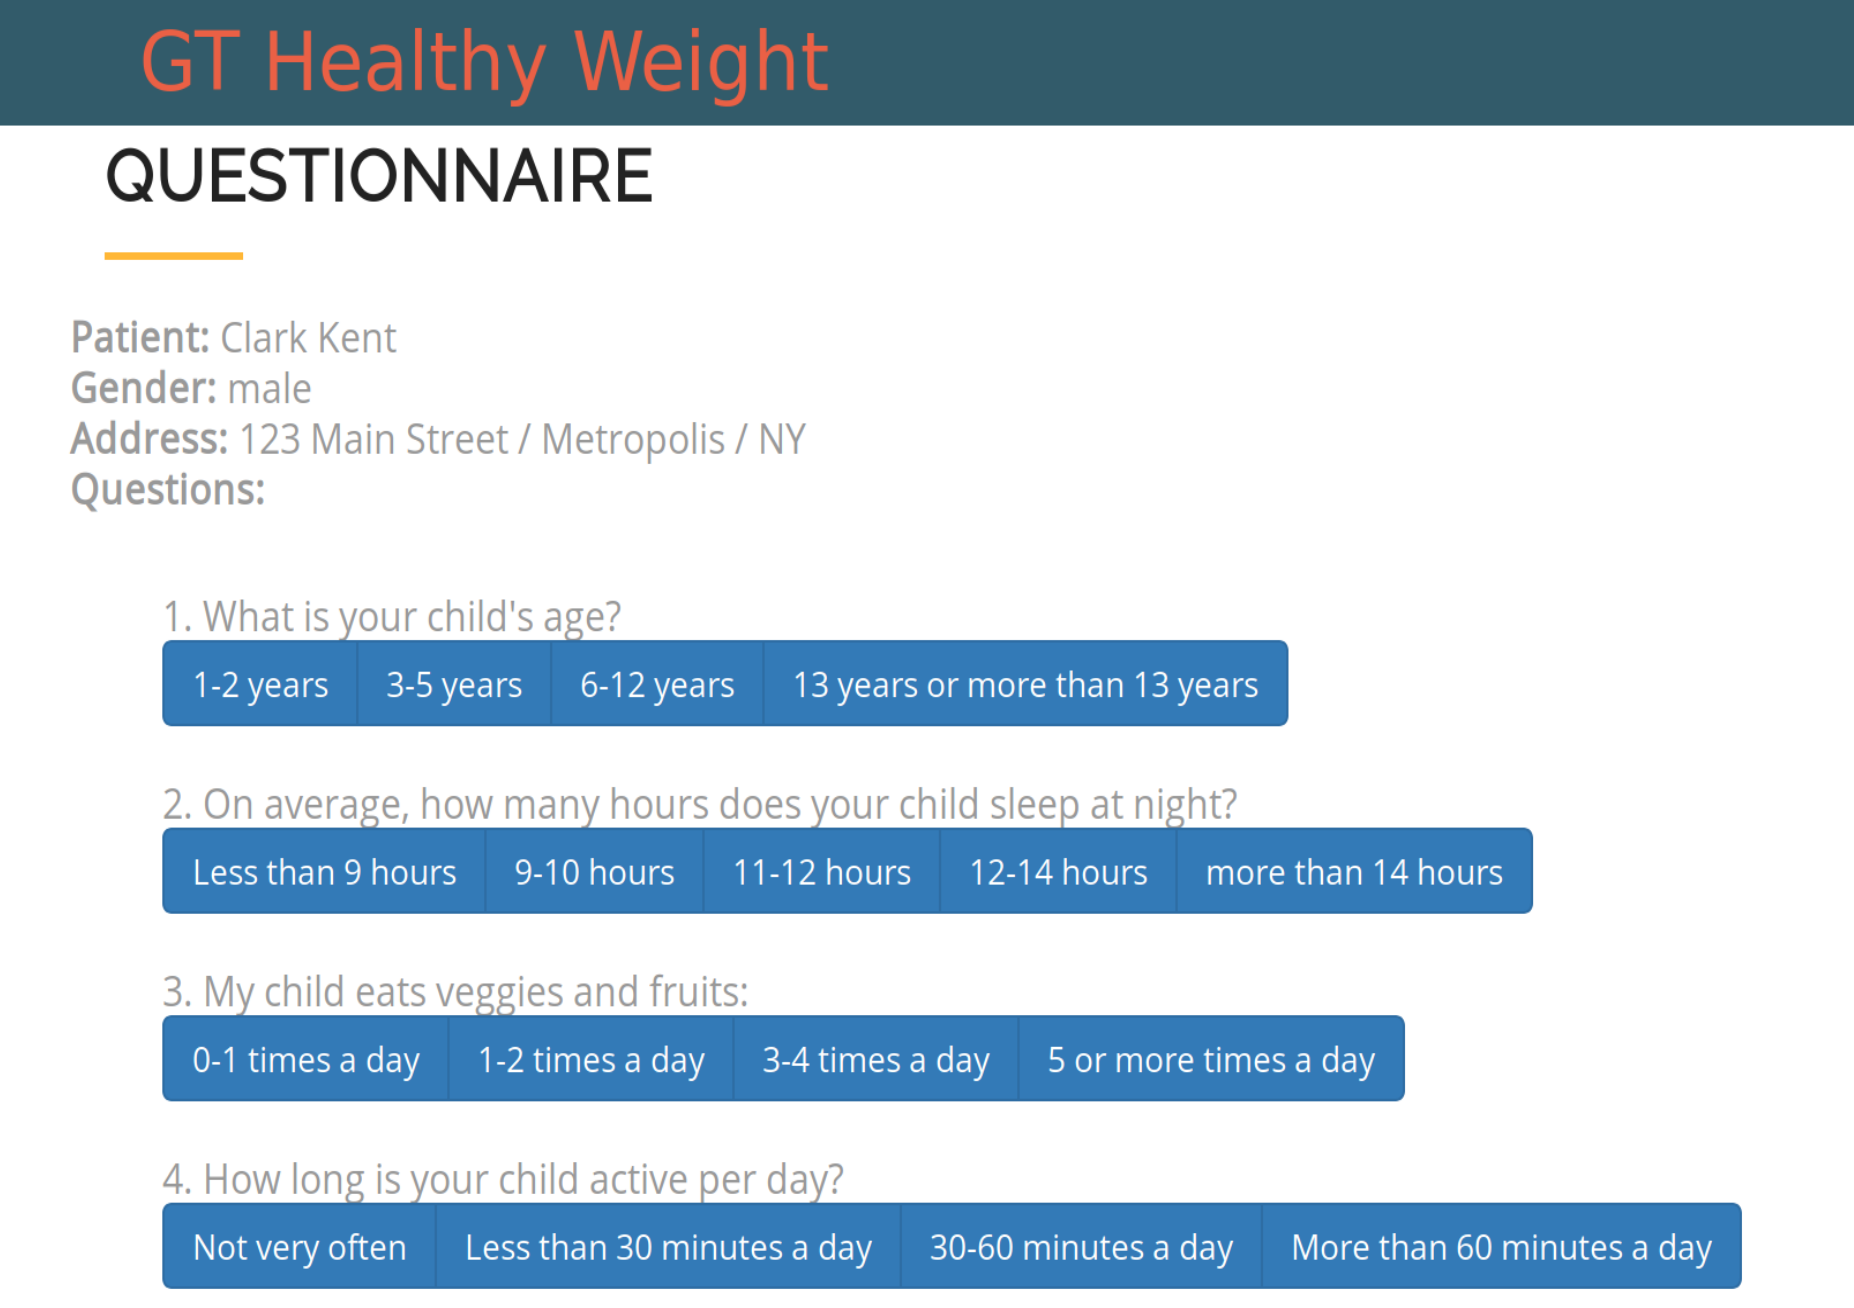 GT Healthy Weight
QUESTIONNAIRE
Patient: Clark Kent
Gender: male
Address: 123 Main Street / Metropolis / NY
Questions:
1. What is your child's age?
1-2 years 3-5 years 6-12 years 13 years or more than 13 years
2. On average, how many hours does your child sleep at night?
Less than 9 hours 9-10 hours 11-12 hours 12-14 hours more than 14 hours
3. My child eats veggies and fruits:
0-1 times a day 1-2 times a day 3-4 times a day 5 or more times a day
4. How long is your child active per day?
Not very often Less than 30 minutes a day 30-60 minutes a day More than 60 minutes a day